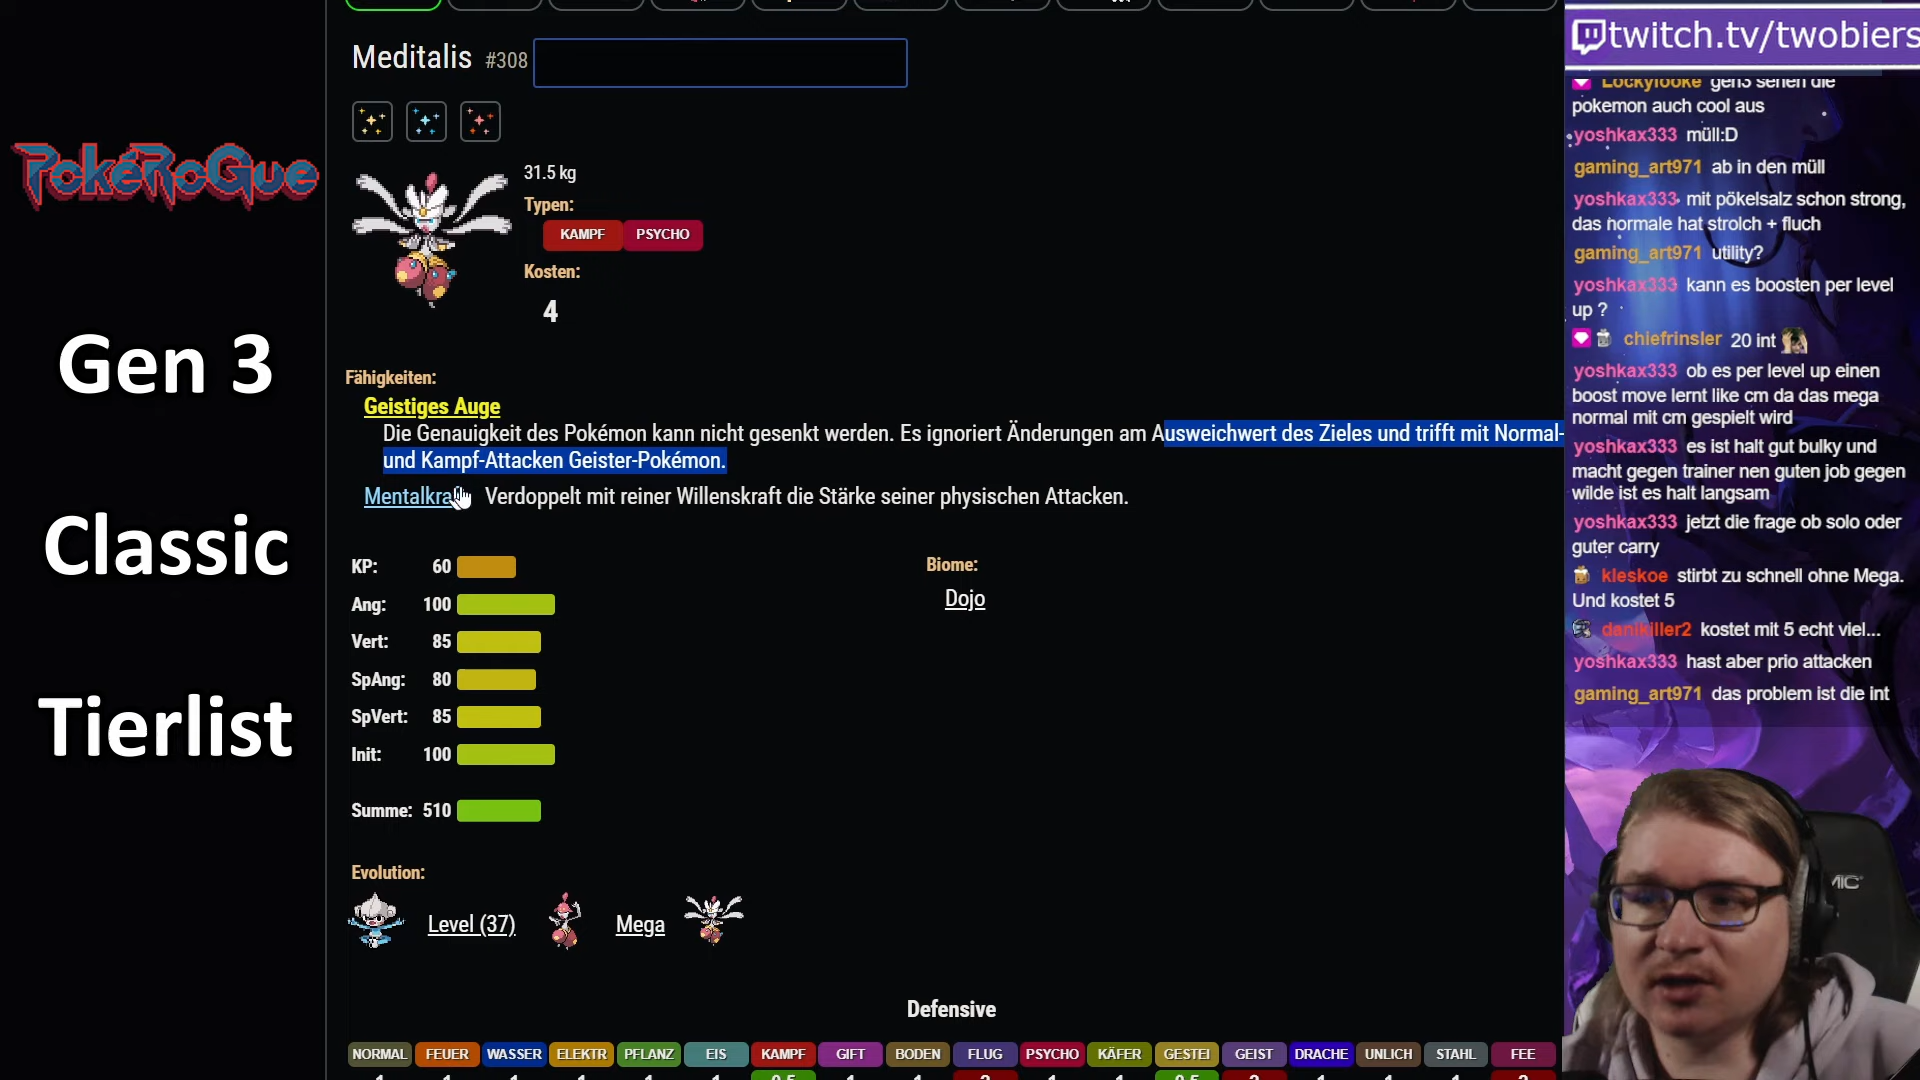 PokéRoGue
Gen 3
Classic
Tierlist
Meditalis #308
31.5 kg
Typen:
KAMPF PSYCHO
Kosten:
4
Fähigkeiten:
Geistiges Auge
Die Genauigkeit des Pokémon kann nicht gesenkt werden. Es ignoriert Änderungen am Ausweichwert des Zieles und trifft mit Normal-
und Kampf-Attacken Geister-Pokémon.
Mentalkra Verdoppelt mit reiner Willenskraft die Stärke seiner physischen Attacken.
KP: 60
Ang: 100
Vert: 85
SpAng: 80
SpVert: 85
Init: 100
Summe: 510
Biome:
Dojo
Evolution:
Level (37) Mega
Defensive
NORMAL FEUER WASSER ELEKTR PFLANZ EIS KAMPF GIFT BODEN FLUG PSYCHO KÄFER GESTEI GEIST DRACHE UNLICH STAHL FEE
twitch.tv/twobiers
Lockyfooke gen3 sehen die
pokemon auch cool aus
yoshkax333 müll:D
gaming_art971 ab in den müll
yoshkax333 mit pökelsalz schon strong,
das normale hat strolch + fluch
gaming_art971 utility?
yoshkax333 kann es boosten per level
up ?
chiefrinsler 20 int
yoshkax333 ob es per level up einen
boost move lernt like cm da das mega
normal mit cm gespielt wird
yoshkax333 es ist halt gut bulky und
macht gegen trainer nen guten job gegen
wilde ist es halt langsam
yoshkax333 jetzt die frage ob solo oder
guter carry
kleskoe stirbt zu schnell ohne Mega.
Und kostet 5
danikiller2 kostet mit 5 echt viel...
yoshkax333 hast aber prio attacken
gaming_art971 das problem ist die int